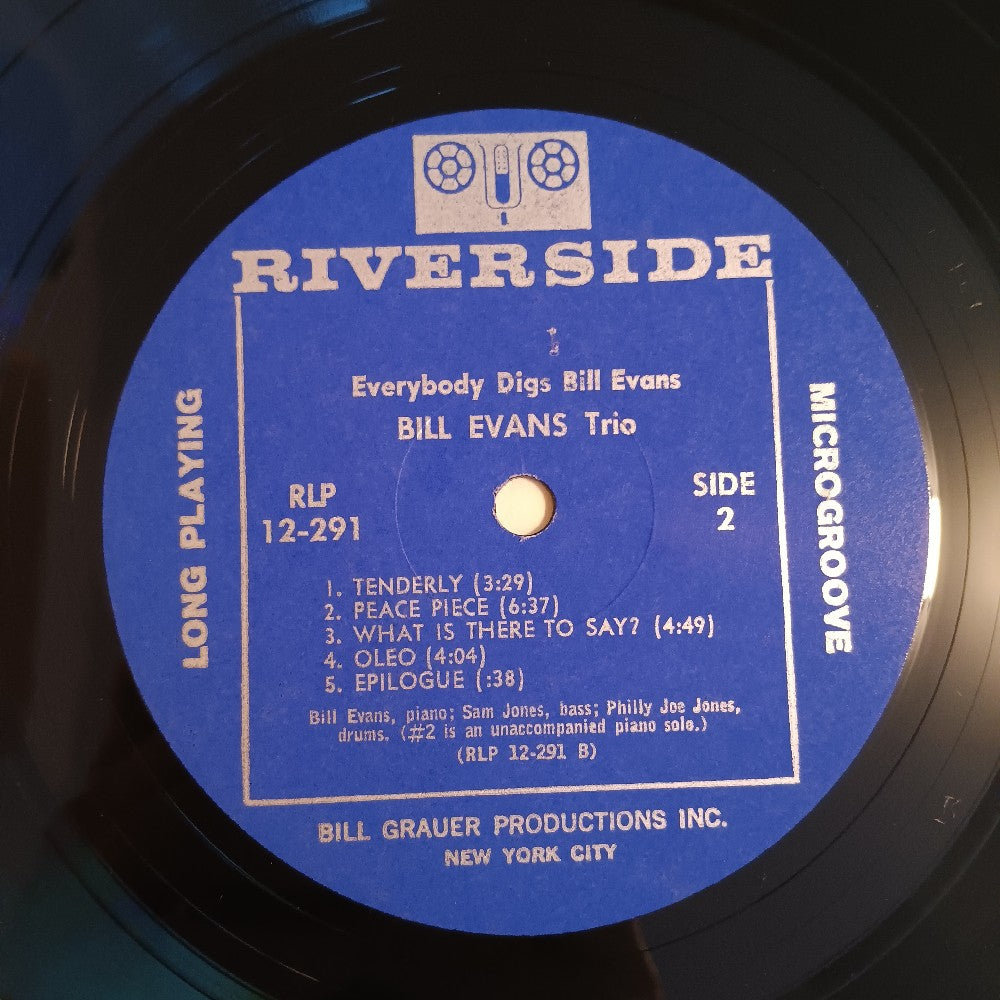 RIVERSIDE
Everybody Digs Bill Evans
BILL EVANS Trio
LONG PLAYING
MICROGROOVE
RLP
12-291
SIDE
2
1. TENDERLY (3:29)
2. PEACE PIECE (6:37)
3. WHAT IS THERE TO SAY? (4:49)
4. OLEO (4:04)
5. EPILOGUE (:38)
Bill Evans, piano; Sam Jones, bass; Philly Joe Jones,
drums. (#2 is an unaccompanied piano solo.)
(RLP 12-291 B)
BILL GRAUER PRODUCTIONS INC.
NEW YORK CITY